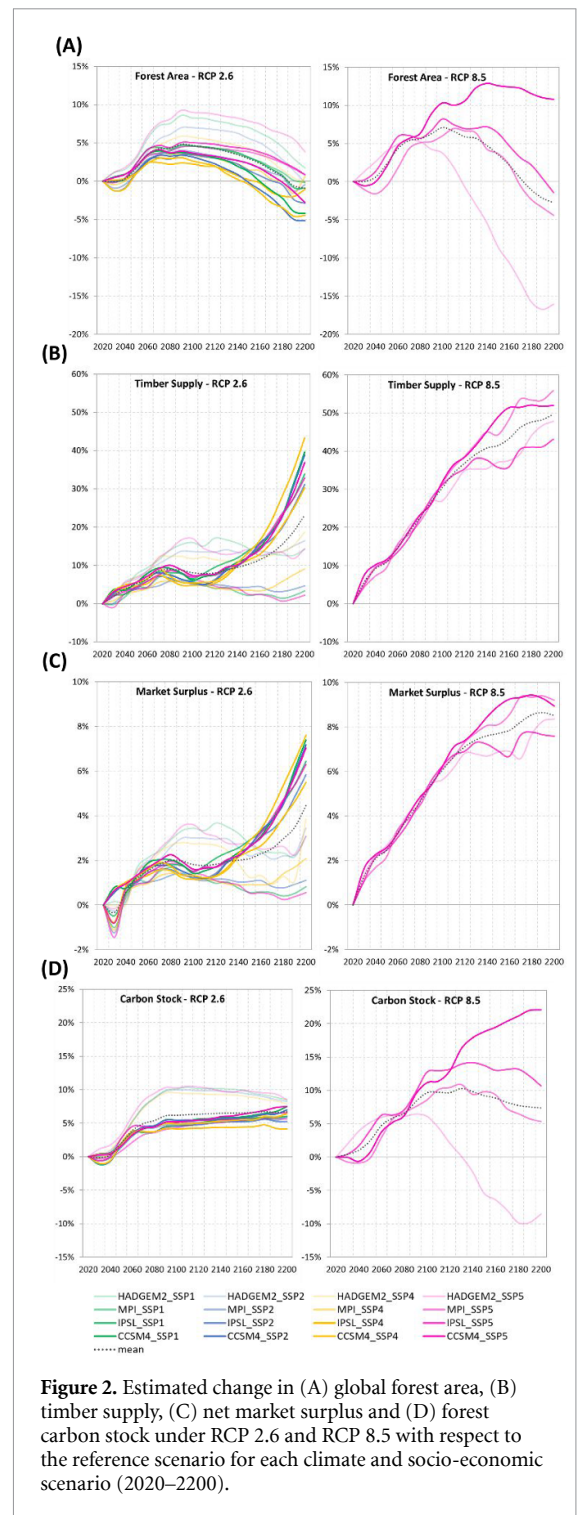 (A)
Forest Area - RCP 2.6
15%
10%
5%
0%
-5%
-10%
-15%
-20%
2020 2040 2060 2080 2100 2120 2140 2160 2180 2200
Forest Area - RCP 8.5
15%
10%
5%
0%
-5%
-10%
-15%
-20%
2020 2040 2060 2080 2100 2120 2140 2160 2180 2200
(B)
Timber Supply - RCP 2.6
60%
50%
40%
30%
20%
10%
0%
-10%
2020 2040 2060 2080 2100 2120 2140 2160 2180 2200
Timber Supply - RCP 8.5
60%
50%
40%
30%
20%
10%
0%
-10%
2020 2040 2060 2080 2100 2120 2140 2160 2180 2200
(C)
Market Surplus - RCP 2.6
10%
8%
6%
4%
2%
0%
-2%
2020 2040 2060 2080 2100 2120 2140 2160 2180 2200
Market Surplus - RCP 8.5
10%
8%
6%
4%
2%
0%
-2%
2020 2040 2060 2080 2100 2120 2140 2160 2180 2200
(D)
Carbon Stock - RCP 2.6
25%
20%
15%
10%
5%
0%
-5%
-10%
-15%
2020 2040 2060 2080 2100 2120 2140 2160 2180 2200
Carbon Stock - RCP 8.5
25%
20%
15%
10%
5%
0%
-5%
-10%
-15%
2020 2040 2060 2080 2100 2120 2140 2160 2180 2200
HADGEM2_SSP1 HADGEM2_SSP2 HADGEM2_SSP4 HADGEM2_SSP5
MPI_SSP1 MPI_SSP2 MPI_SSP4 MPI_SSP5
IPSL_SSP1 IPSL_SSP2 IPSL_SSP4 IPSL_SSP5
CCSM4_SSP1 CCSM4_SSP2 CCSM4_SSP4 CCSM4_SSP5
mean
Figure 2. Estimated change in (A) global forest area, (B)
timber supply, (C) net market surplus and (D) forest
carbon stock under RCP 2.6 and RCP 8.5 with respect to
the reference scenario for each climate and socio-economic
scenario (2020–2200).